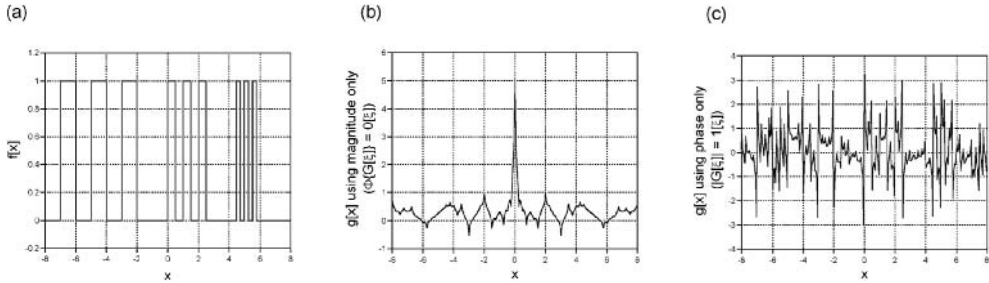 (a)
1.2
1
0.8
0.6
0.4
0.2
0
-0.2
f[x]
-8 -6 -4 -2 0 2 4 6 8
x
(b)
6
5
4
3
2
1
0
-1
g[x] using magnitude only
(Φ{G[ξ]} = 0[ξ])
-8 -6 -4 -2 0 2 4 6 8
x
(c)
4
3
2
1
0
-1
-2
-3
-4
g[x] using phase only
(|G[ξ]| = 1[ξ])
-8 -6 -4 -2 0 2 4 6 8
x